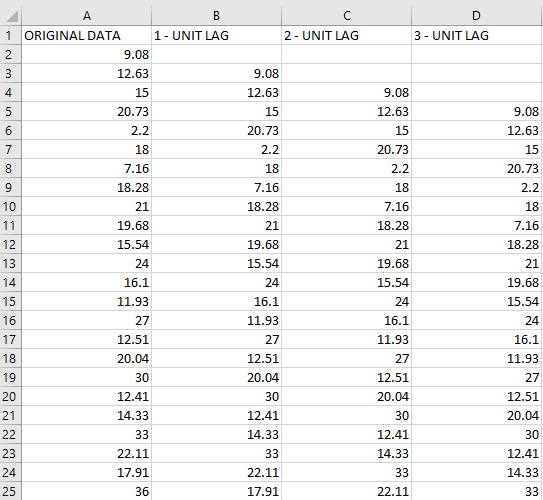 A B C D
1 ORIGINAL DATA 1 - UNIT LAG 2 - UNIT LAG 3 - UNIT LAG
2 9.08
3 12.63 9.08
4 15 12.63 9.08
5 20.73 15 12.63 9.08
6 2.2 20.73 15 12.63
7 18 2.2 20.73 15
8 7.16 18 2.2 20.73
9 18.28 7.16 18 2.2
10 21 18.28 7.16 18
11 19.68 21 18.28 7.16
12 15.54 19.68 21 18.28
13 24 15.54 19.68 21
14 16.1 24 15.54 19.68
15 11.93 16.1 24 15.54
16 27 11.93 16.1 24
17 12.51 27 11.93 16.1
18 20.04 12.51 27 11.93
19 30 20.04 12.51 27
20 12.41 30 20.04 12.51
21 14.33 12.41 30 20.04
22 33 14.33 12.41 30
23 22.11 33 14.33 12.41
24 17.91 22.11 33 14.33
25 36 17.91 22.11 33